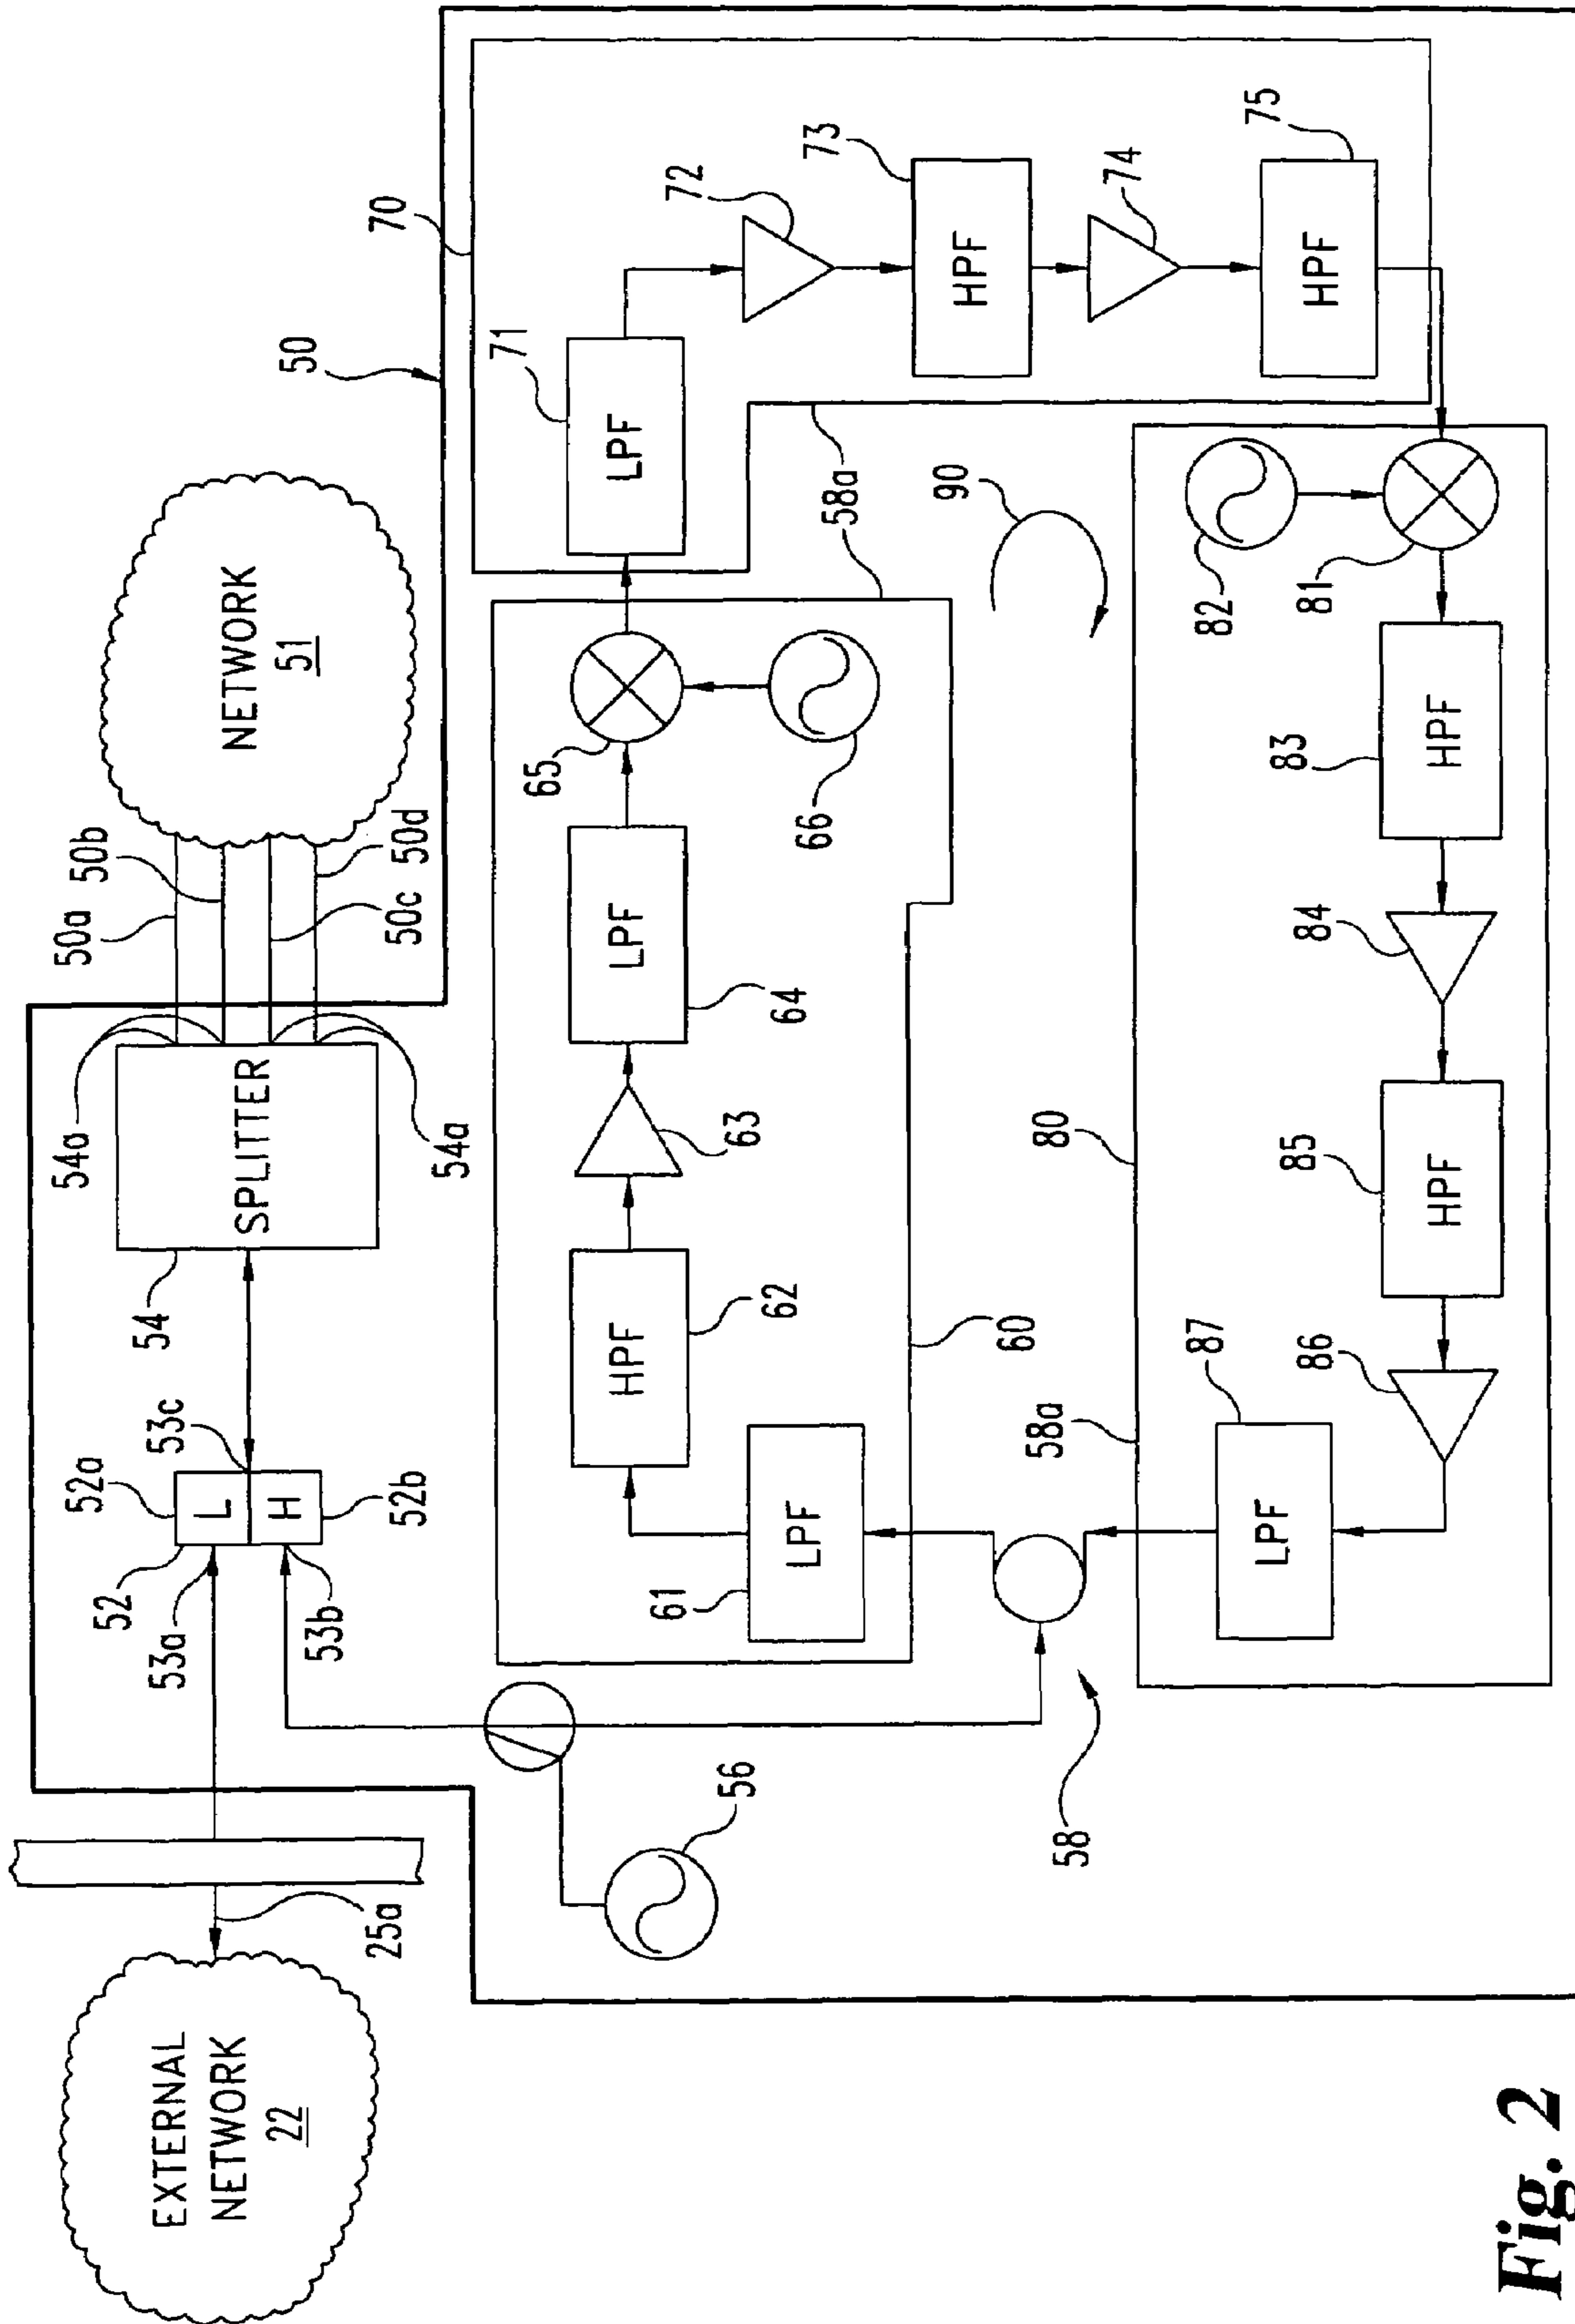 EXTERNAL
NETWORK
22
25a
52
52a
53a
L
H
53c
53b
52b
54
SPLITTER
54a
54a
50a
50b
50c
50d
NETWORK
51
50
56
58
60
61
LPF
HPF
62
63
LPF
64
65
66
58a
70
71
LPF
72
73
HPF
74
75
HPF
90
80
58a
82
81
83
HPF
84
85
HPF
86
87
LPF
Fig. 2